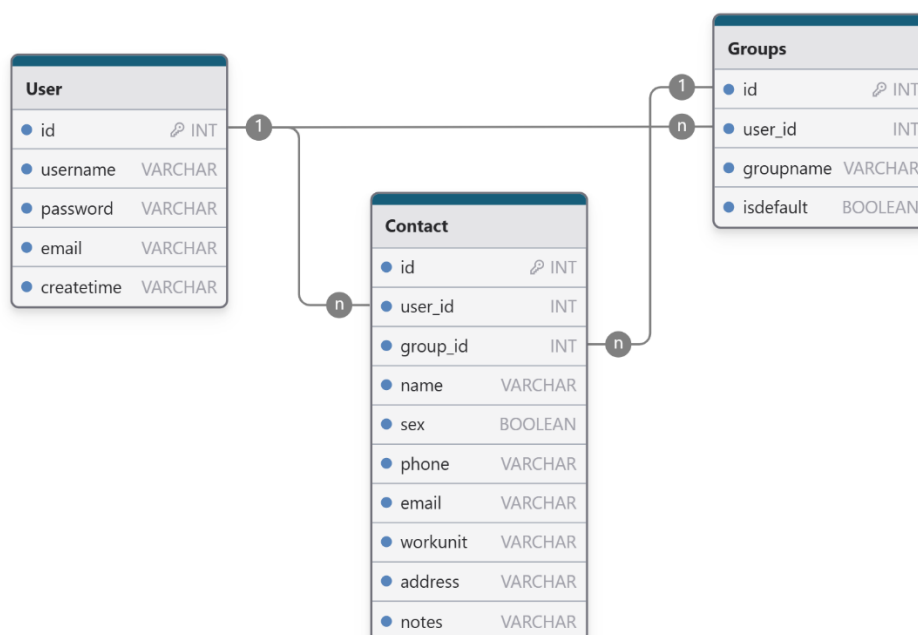 User
id INT
username VARCHAR
password VARCHAR
email VARCHAR
createtime VARCHAR
1
n
Contact
id INT
user_id INT
group_id INT
name VARCHAR
sex BOOLEAN
phone VARCHAR
email VARCHAR
workunit VARCHAR
address VARCHAR
notes VARCHAR
n
1
n
Groups
id INT
user_id INT
groupname VARCHAR
isdefault BOOLEAN